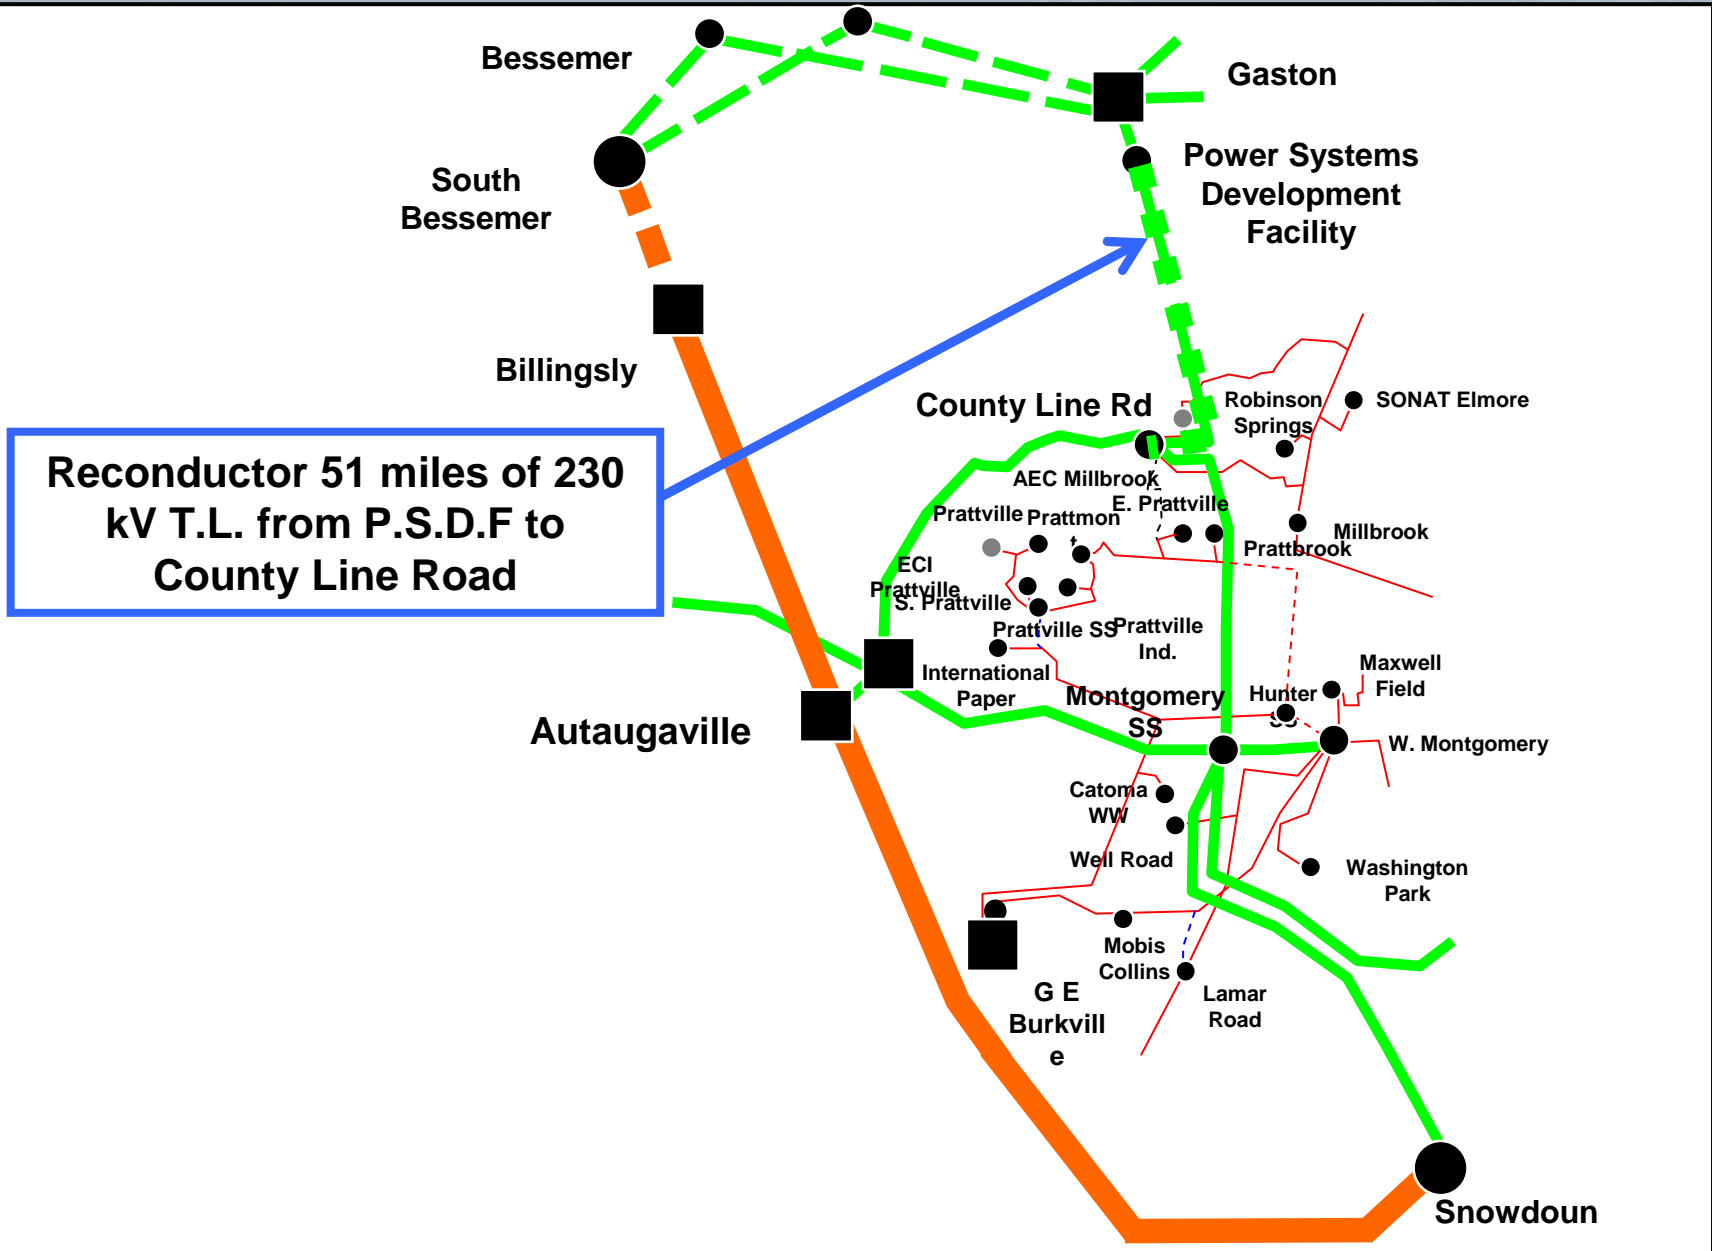 Bessemer
Gaston
Power Systems
Development
Facility
South
Bessemer
Billingsly
County Line Rd
Robinson
Springs
SONAT Elmore
Reconductor 51 miles of 230
kV T.L. from P.S.D.F to
County Line Road
AEC Millbrook
E. Prattville
Prattville
Prattmon
t
Millbrook
Prattbrook
ECI
Prattville
S. Prattville
Prattville SS
Prattville
Ind.
International
Paper
Maxwell
Field
Montgomery
SS
Hunter
SS
Autaugaville
W. Montgomery
Catoma
WW
Well Road
Washington
Park
Mobis
Collins
G E
Burkvill
e
Lamar
Road
Snowdoun